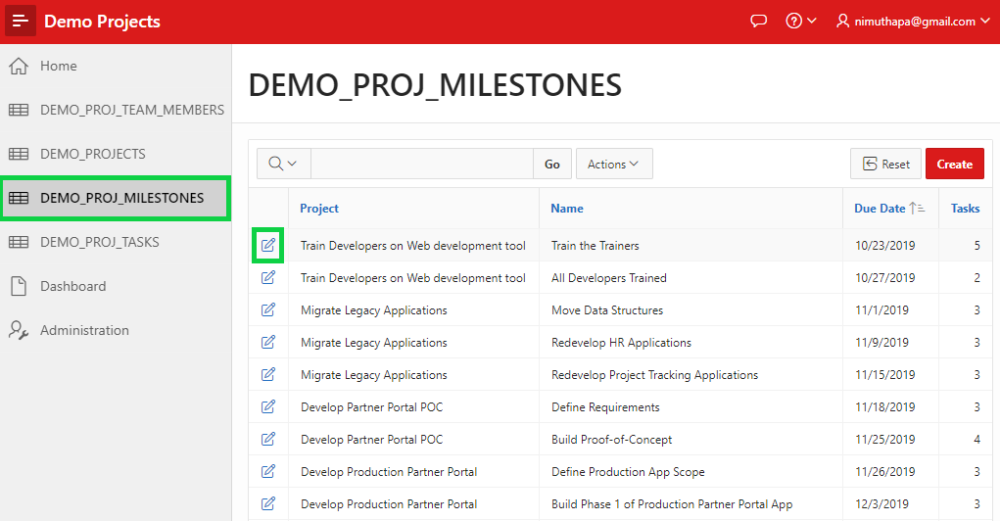 Demo Projects
nimuthapa@gmail.com
Home
DEMO_PROJ_TEAM_MEMBERS
DEMO_PROJECTS
DEMO_PROJ_MILESTONES
DEMO_PROJ_TASKS
Dashboard
Administration
DEMO_PROJ_MILESTONES
Go Actions Reset Create
Project Name Due Date Tasks
Train Developers on Web development tool Train the Trainers 10/23/2019 5
Train Developers on Web development tool All Developers Trained 10/27/2019 2
Migrate Legacy Applications Move Data Structures 11/1/2019 3
Migrate Legacy Applications Redevelop HR Applications 11/9/2019 3
Migrate Legacy Applications Redevelop Project Tracking Applications 11/15/2019 3
Develop Partner Portal POC Define Requirements 11/18/2019 3
Develop Partner Portal POC Build Proof-of-Concept 11/25/2019 4
Develop Production Partner Portal Define Production App Scope 11/26/2019 3
Develop Production Partner Portal Build Phase 1 of Production Partner Portal App 12/3/2019 3